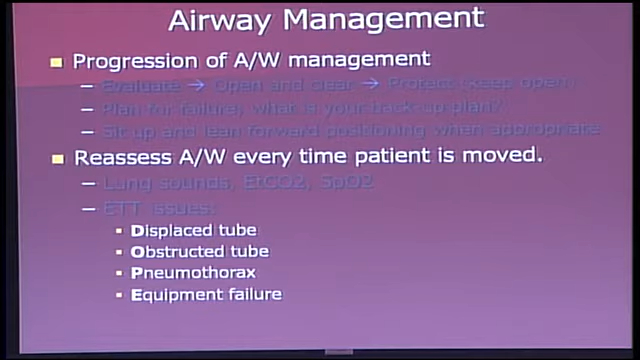 Airway Management
Progression of A/W management
Evaluate → Open and clear → Protect (keep open)
Plan for failure, what is your back-up plan?
Sit up and lean forward positioning when appropriate
Reassess A/W every time patient is moved.
Lung sounds, EtCO2, SpO2
ETT issues:
Displaced tube
Obstructed tube
Pneumothorax
Equipment failure